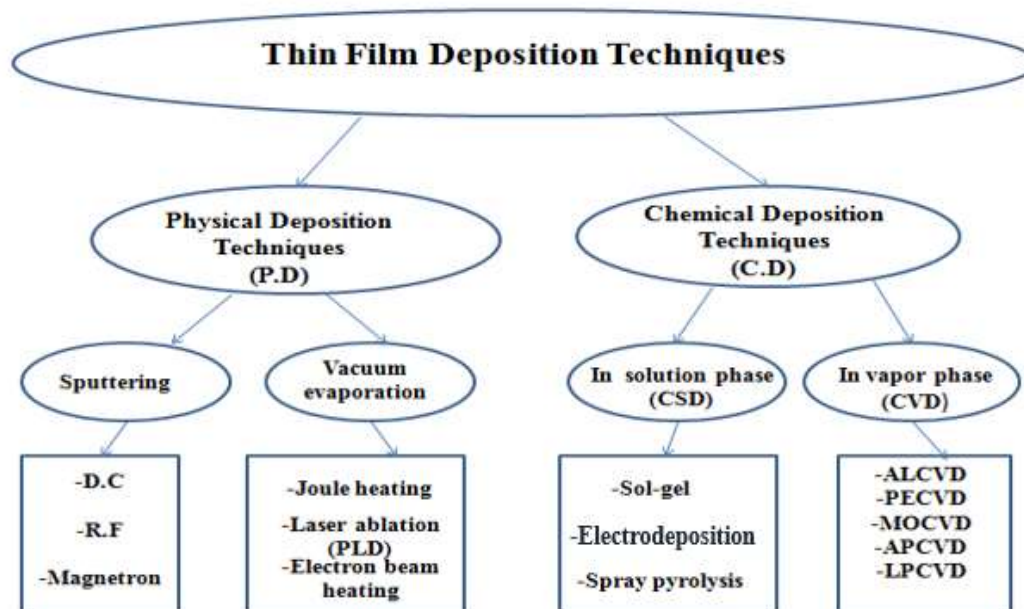 Thin Film Deposition Techniques
Physical Deposition
Techniques
(P.D)
Chemical Deposition
Techniques
(C.D)
Sputtering
Vacuum
evaporation
In solution phase
(CSD)
In vapor phase
(CVD)
-D.C
-R.F
-Magnetron
-Joule heating
-Laser ablation
(PLD)
-Electron beam
heating
-Sol-gel
-Electrodeposition
-Spray pyrolysis
-ALCVD
-PECVD
-MOCVD
-APCVD
-LPCVD